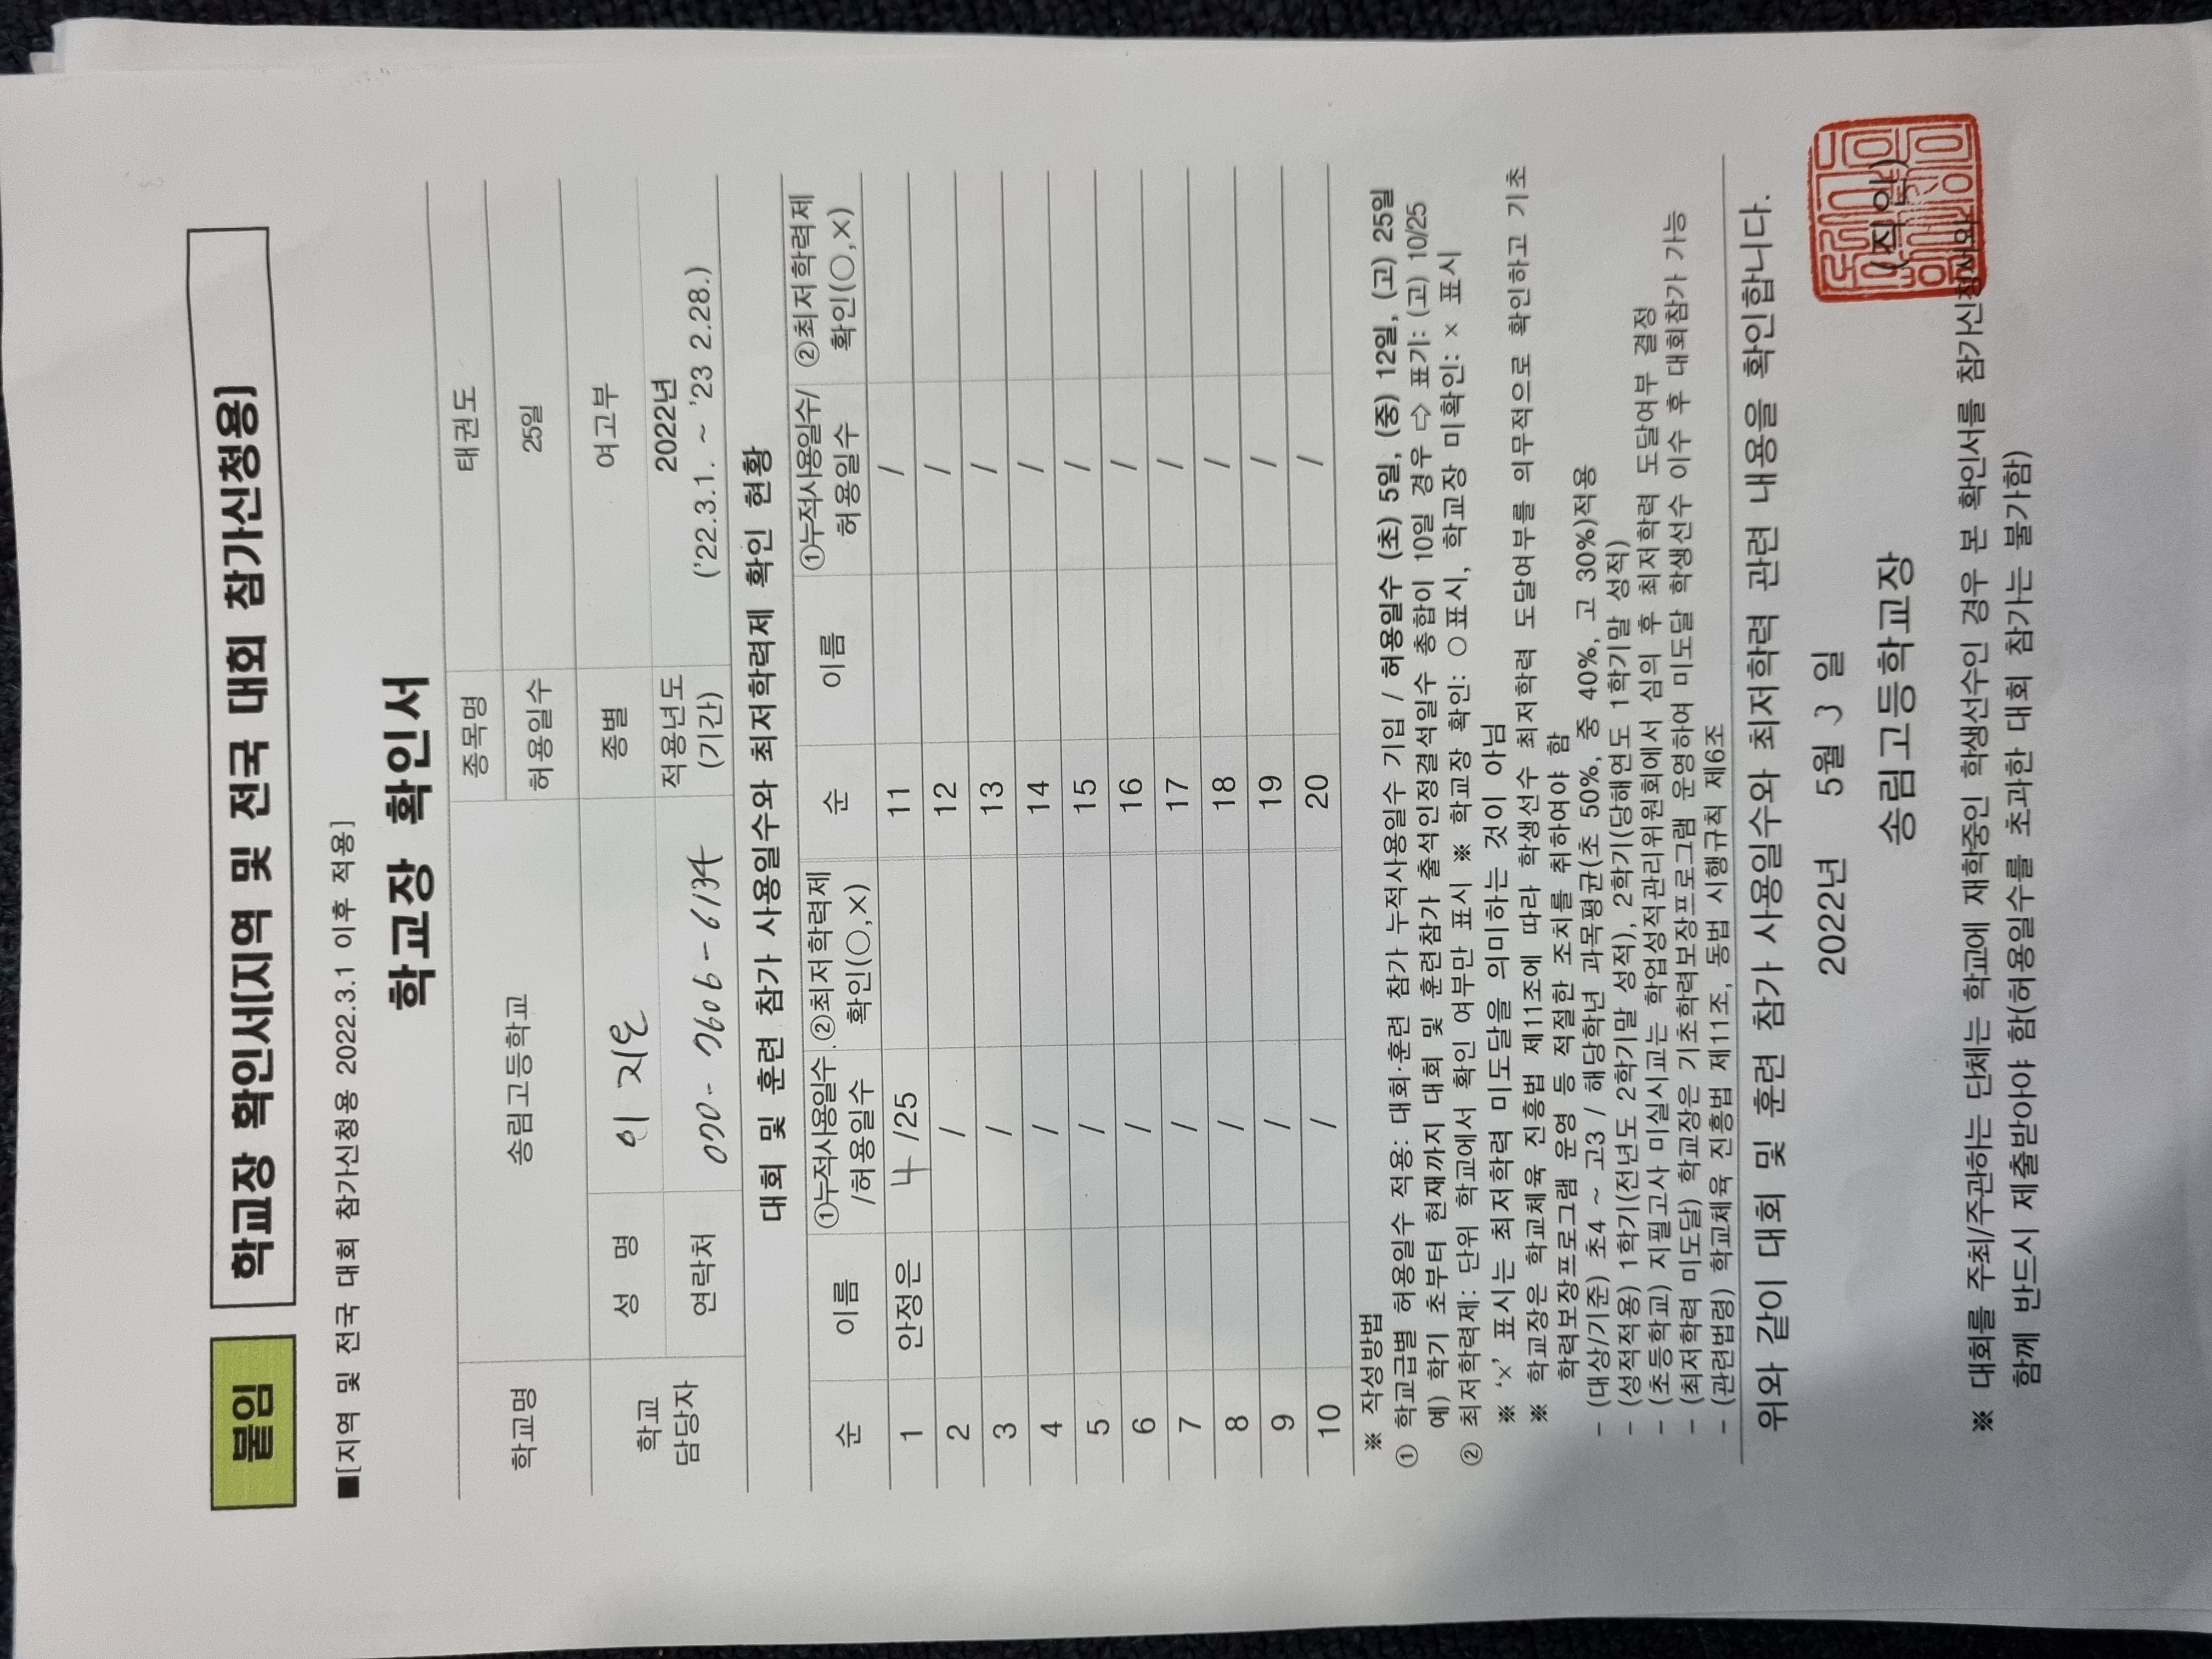 붙임 학교장 확인서[지역 및 전국 대회 참가신청용]
■[지역 및 전국 대회 참가신청용 2022.3.1 이후 적용]
학교장 확인서
학교명 송림고등학교 종목명 태권도
허용일수 25일
학교 담당자 성 명 이지은 종별 여고부
연락처 010-9606-6134 적용년도 (기간) 2022년 ('22.3.1. ~ '23 2.28.)
대회 및 훈련 참가 사용일수와 최저학력제 확인 현황
순 이름 ①누적사용일수 /허용일수 ②최저학력제 확인(○,×) 순 이름 ①누적사용일수/ 허용일수 ②최저학력제 확인(○,×)
1 안정은 4 /25 11 /
2 / 12 /
3 / 13 /
4 / 14 /
5 / 15 /
6 / 16 /
7 / 17 /
8 / 18 /
9 / 19 /
10 / 20 /
※ 작성방법
① 학교급별 허용일수 적용: 대회·훈련 참가 누적사용일수 기입 / 허용일수 (초) 5일, (중) 12일, (고) 25일
예) 학기 초부터 현재까지 대회 및 훈련참가 출석인정결석일수 총합이 10일 경우 ⇨ 표기: (고) 10/25
② 최저학력제: 단위 학교에서 확인 여부만 표시 ※ 학교장 확인: ○표시, 학교장 미확인: × 표시
※ '×' 표시는 최저학력 미도달을 의미하는 것이 아님
※ 학교장은 학교체육 진흥법 제11조에 따라 학생선수 최저학력 도달여부를 의무적으로 확인하고 기초
학력보장프로그램 운영 등 적절한 조치를 취하여야 함
- (대상/기준) 초4 ~ 고3 / 해당학년 과목평균(초 50%, 중 40%, 고 30%)적용
- (성적적용) 1학기(전년도 2학기말 성적), 2학기(당해연도 1학기말 성적)
- (초등학교) 지필고사 미실시교는 학업성적관리위원회에서 심의 후 최저학력 도달여부 결정
- (최저학력 미도달) 학교장은 기초학력보장프로그램 운영하여 미도달 학생선수 이수 후 대회참가 가능
- (관련법령) 학교체육 진흥법 제11조, 동법 시행규칙 제6조
위와 같이 대회 및 훈련 참가 사용일수와 최저학력 관련 내용을 확인합니다.
2022년 5월 3 일
송림고등학교장 (직인)
※ 대회를 주최/주관하는 단체는 학교에 재학중인 학생선수인 경우 본 확인서를 참가신청서와
함께 반드시 제출받아야 함(허용일수를 초과한 대회 참가는 불가함)